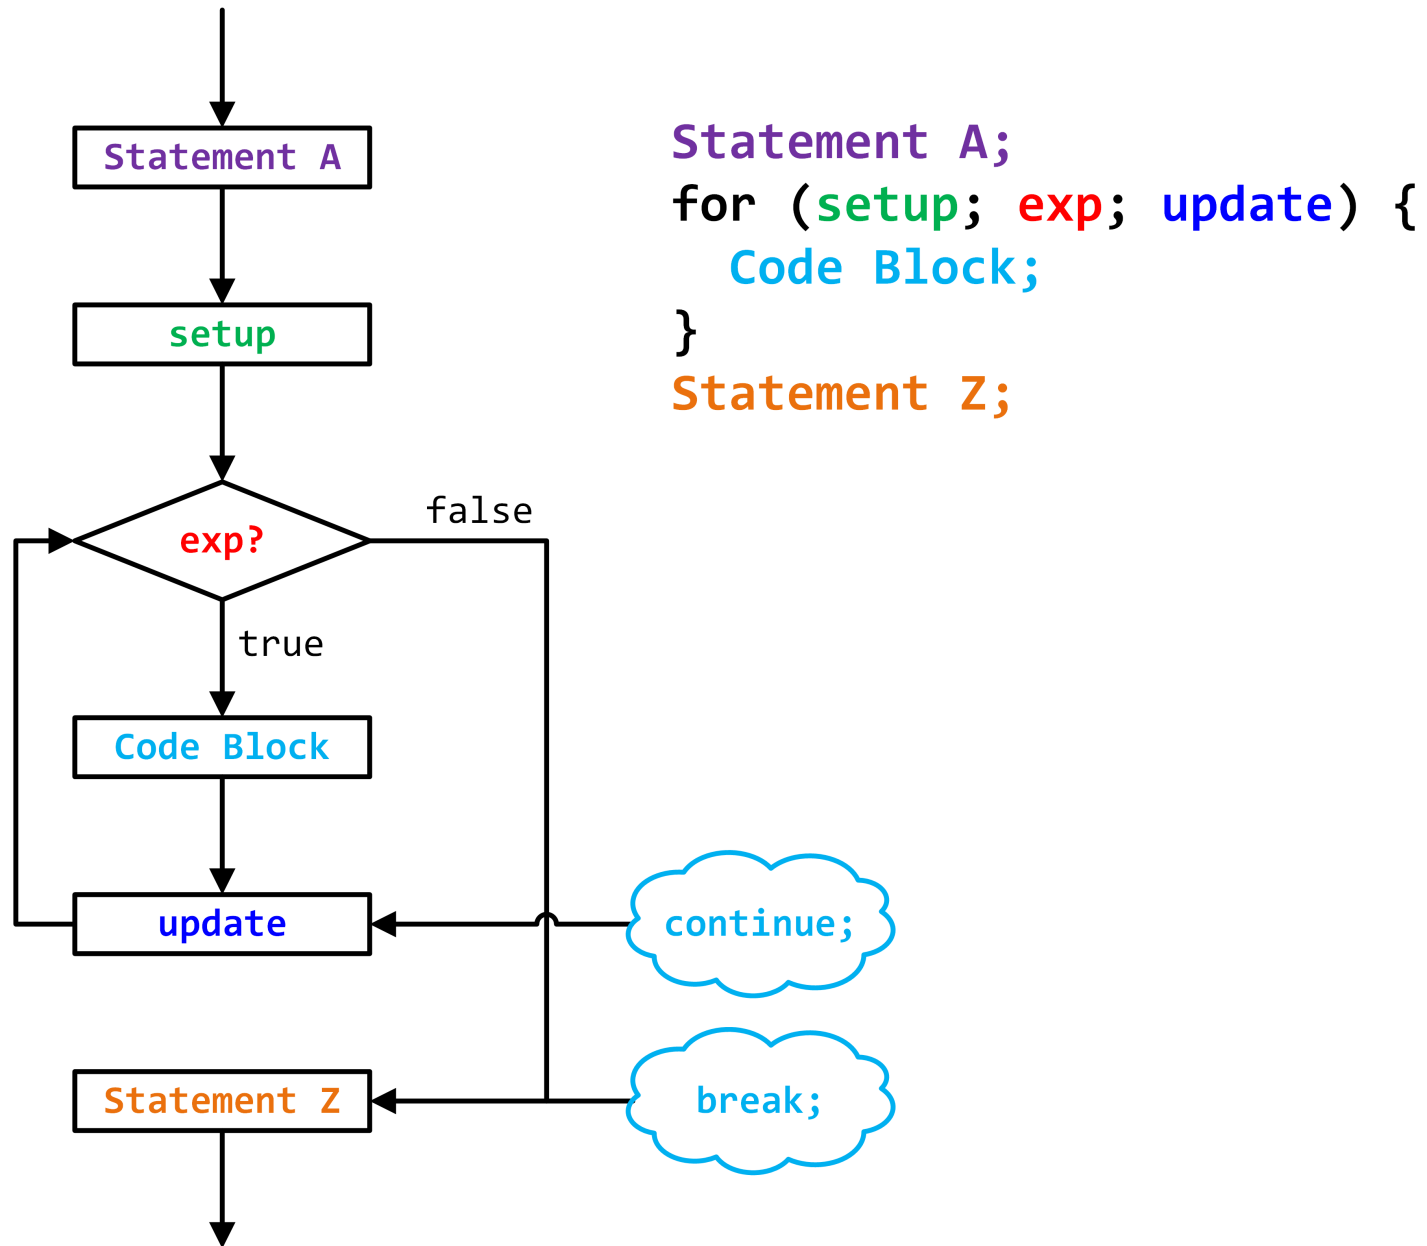 Statement A
setup
exp?
false
true
Code Block
update
continue;
Statement Z
break;
Statement A;
for (setup; exp; update) {
  Code Block;
}
Statement Z;